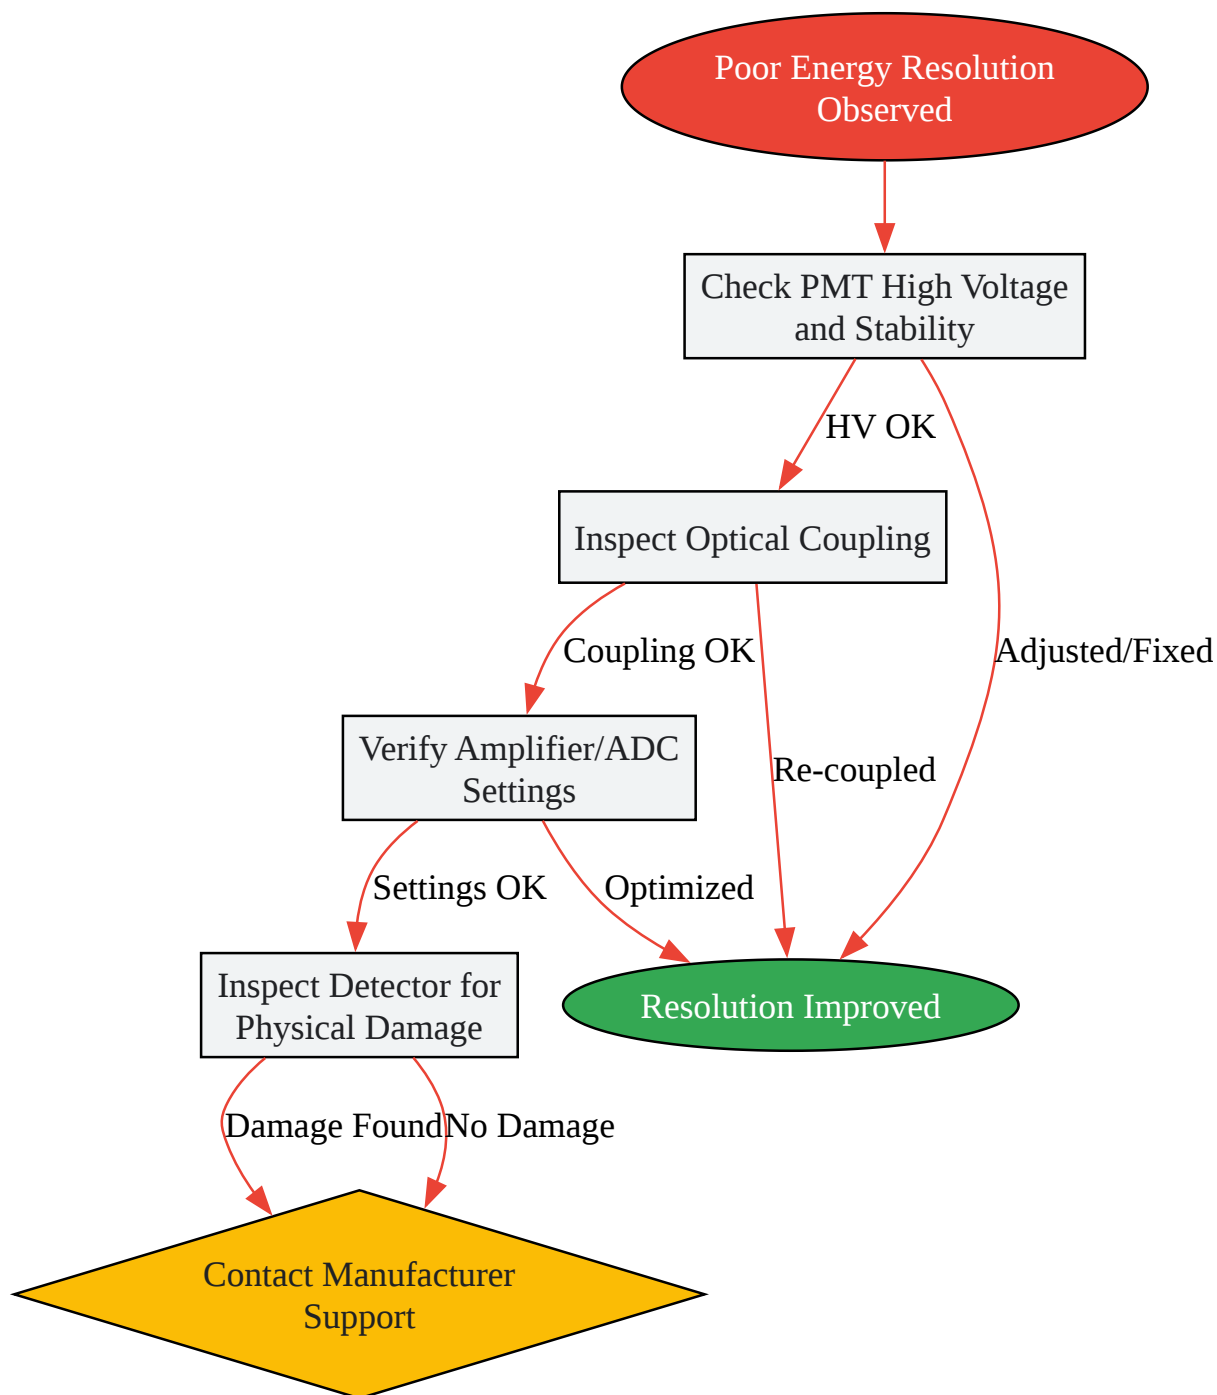 Poor Energy Resolution
Observed
Check PMT High Voltage
and Stability
HV OK
Inspect Optical Coupling
Coupling OK
Adjusted/Fixed
Verify Amplifier/ADC
Settings
Re-coupled
Settings OK
Optimized
Inspect Detector for
Physical Damage
Resolution Improved
Damage Found
No Damage
Contact Manufacturer
Support